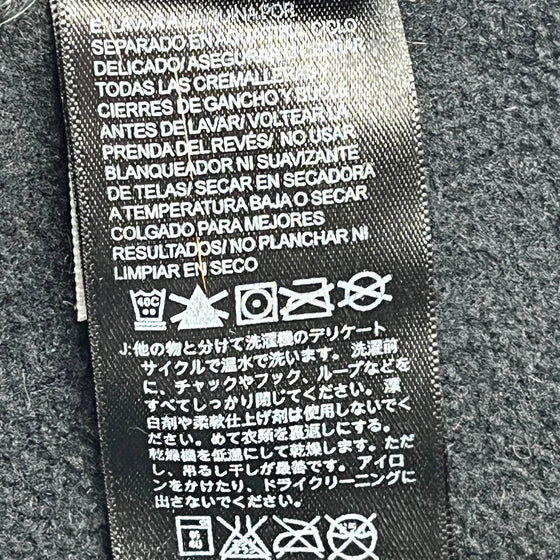 SEPARADO EN
DELICADO/ ASEGURAR
TODAS LAS CREMALLERAS
CIERRES DE GANCHO Y
ANTES DE LAVAR/ VOLTEAR LA
PRENDA DEL REVÉS/ NO USAR
BLANQUEADOR NI SUAVIZANTE
DE TELAS/ SECAR EN SECADORA
A TEMPERATURA BAJA O SECAR
COLGADO PARA MEJORES
RESULTADOS/ NO PLANCHAR NI
LIMPIAR EN SECO
40C
J:他の物と分けて洗濯機のデリケート
サイクルで温水で洗います。洗濯前
に、チャックやフック、ループなどを
すべてしっかり閉じてください。漂
白剤や柔軟仕上げ剤は使用しないでく
ださい。めて衣類を裏返しにする。
乾燥機を低温にして乾燥します。ただ
し、吊るし干しが最善です。アイロ
ンをかけたり、ドライクリーニングに
出さないでください。